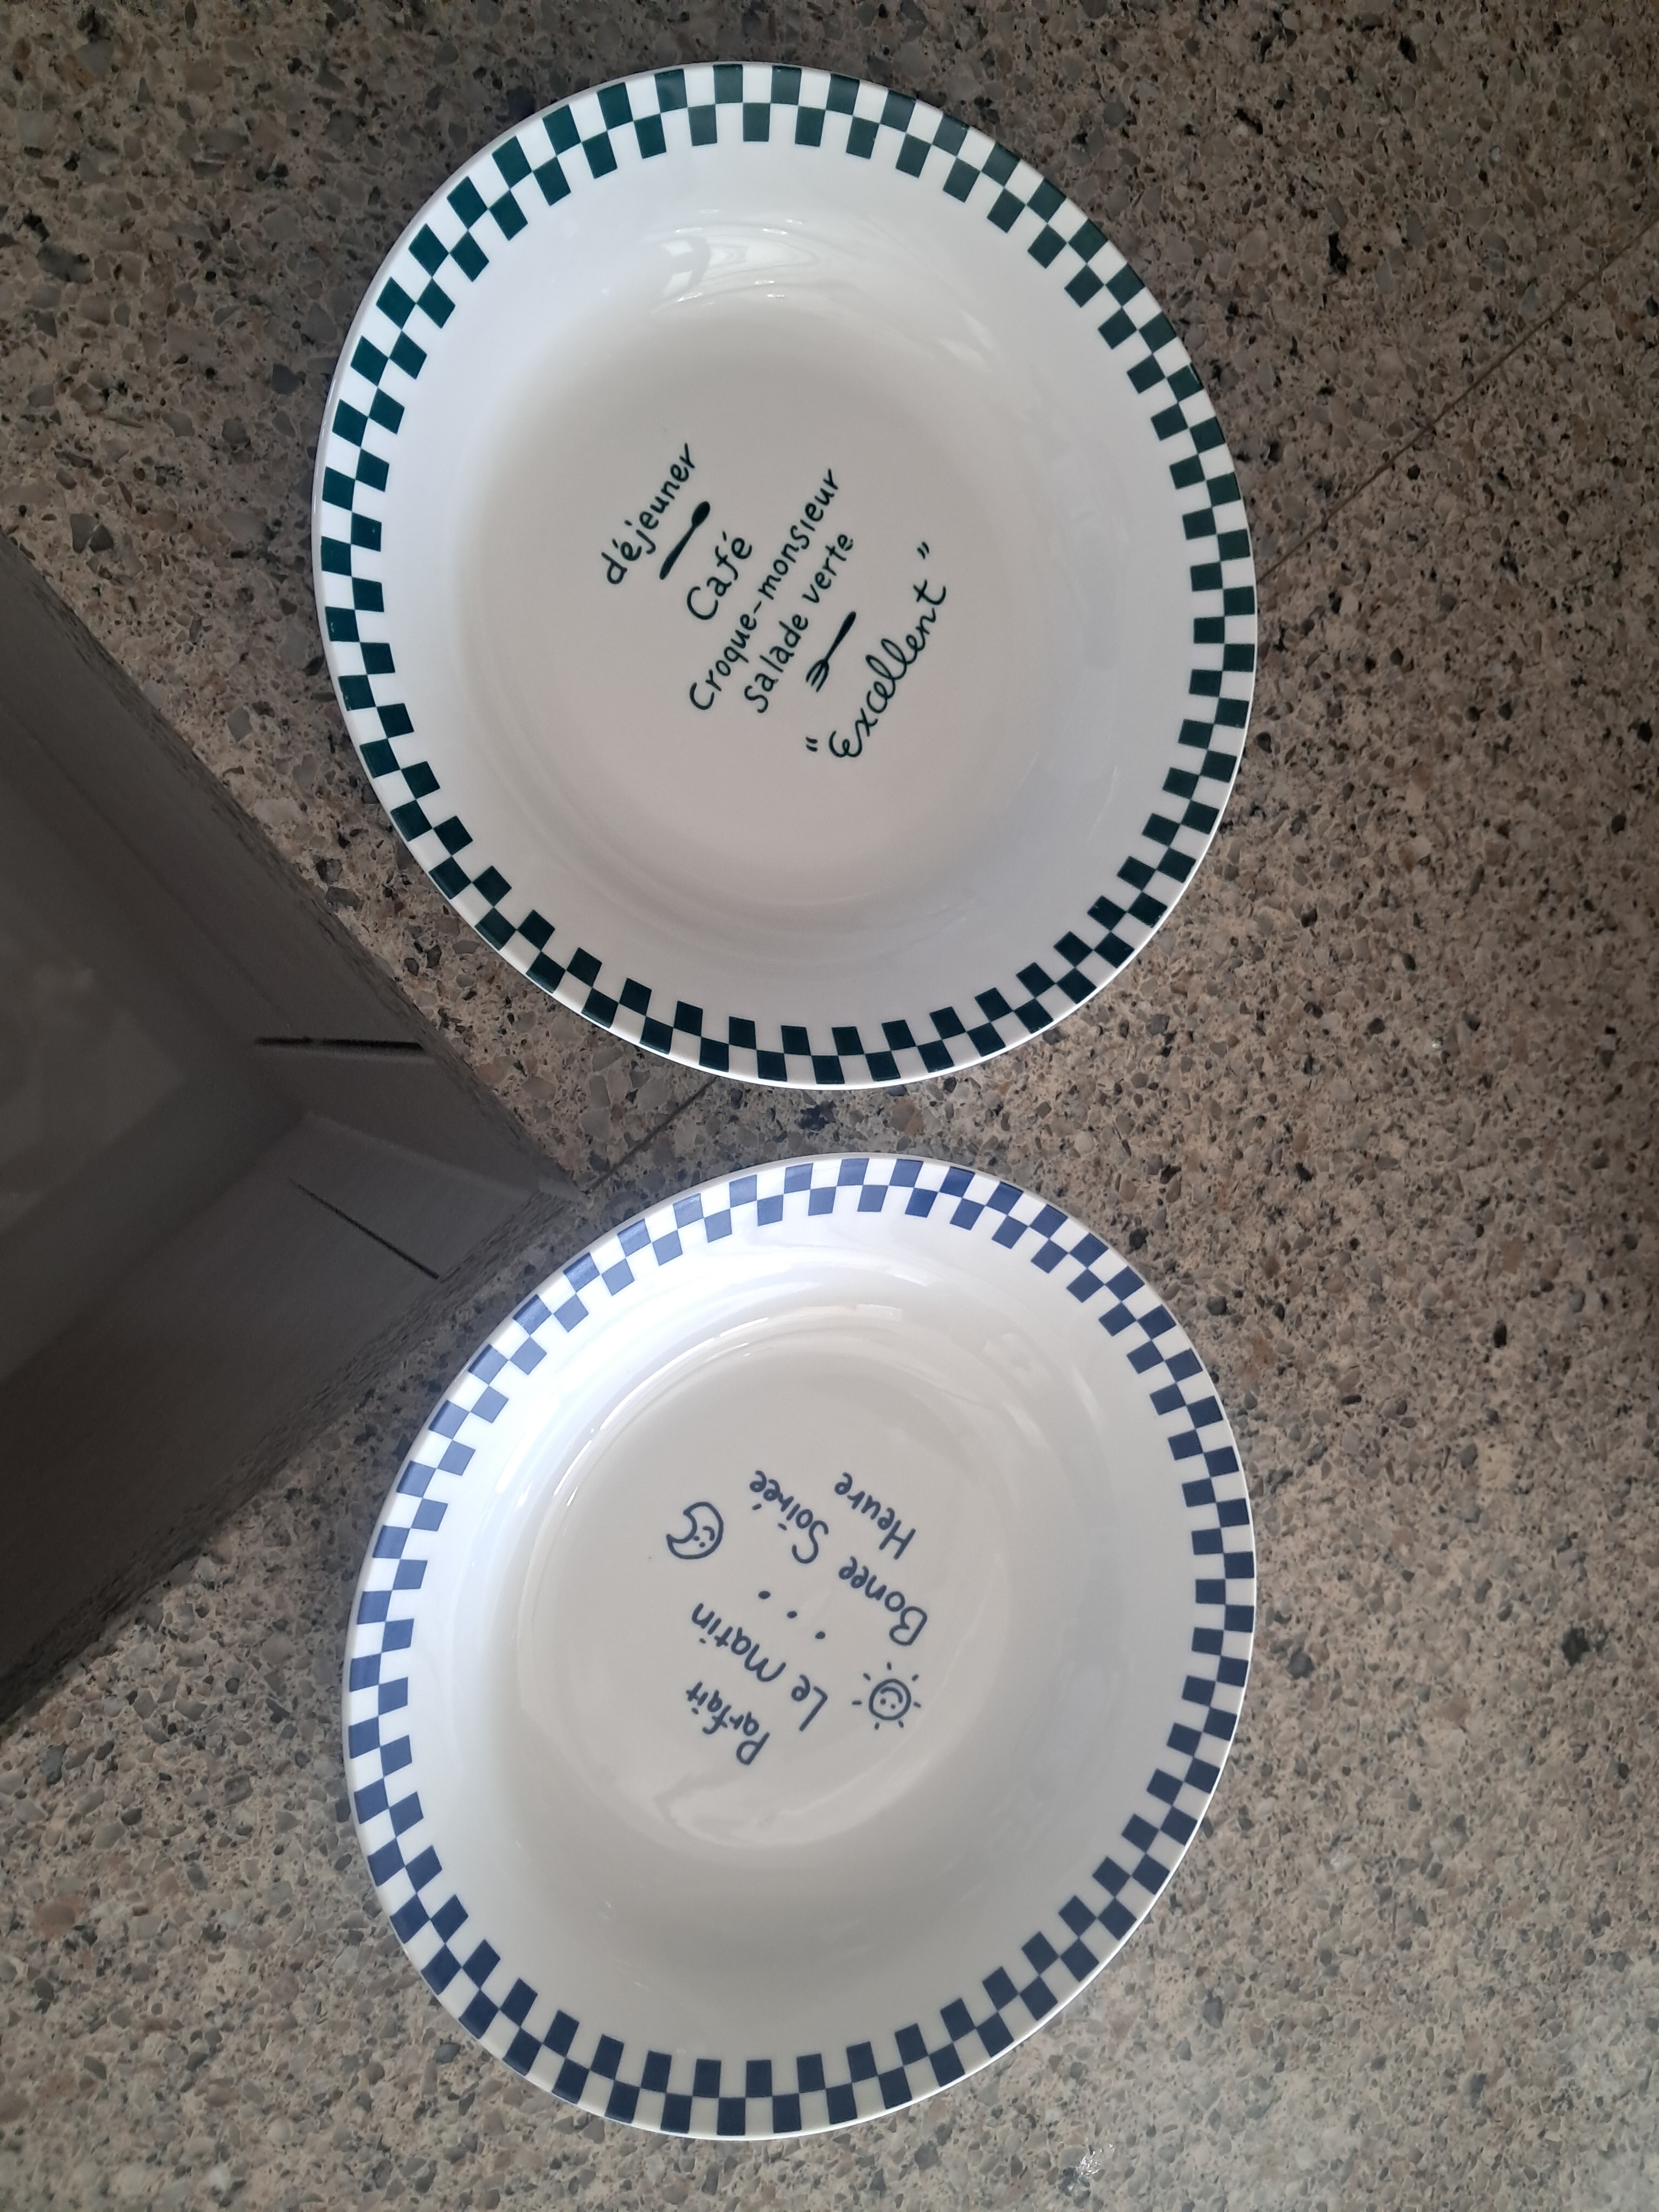 déjeuner
Café
Croque-monsieur
Salade verte
“Excellent”
Parfait
Le Matin
Bonee Soirée
Heure